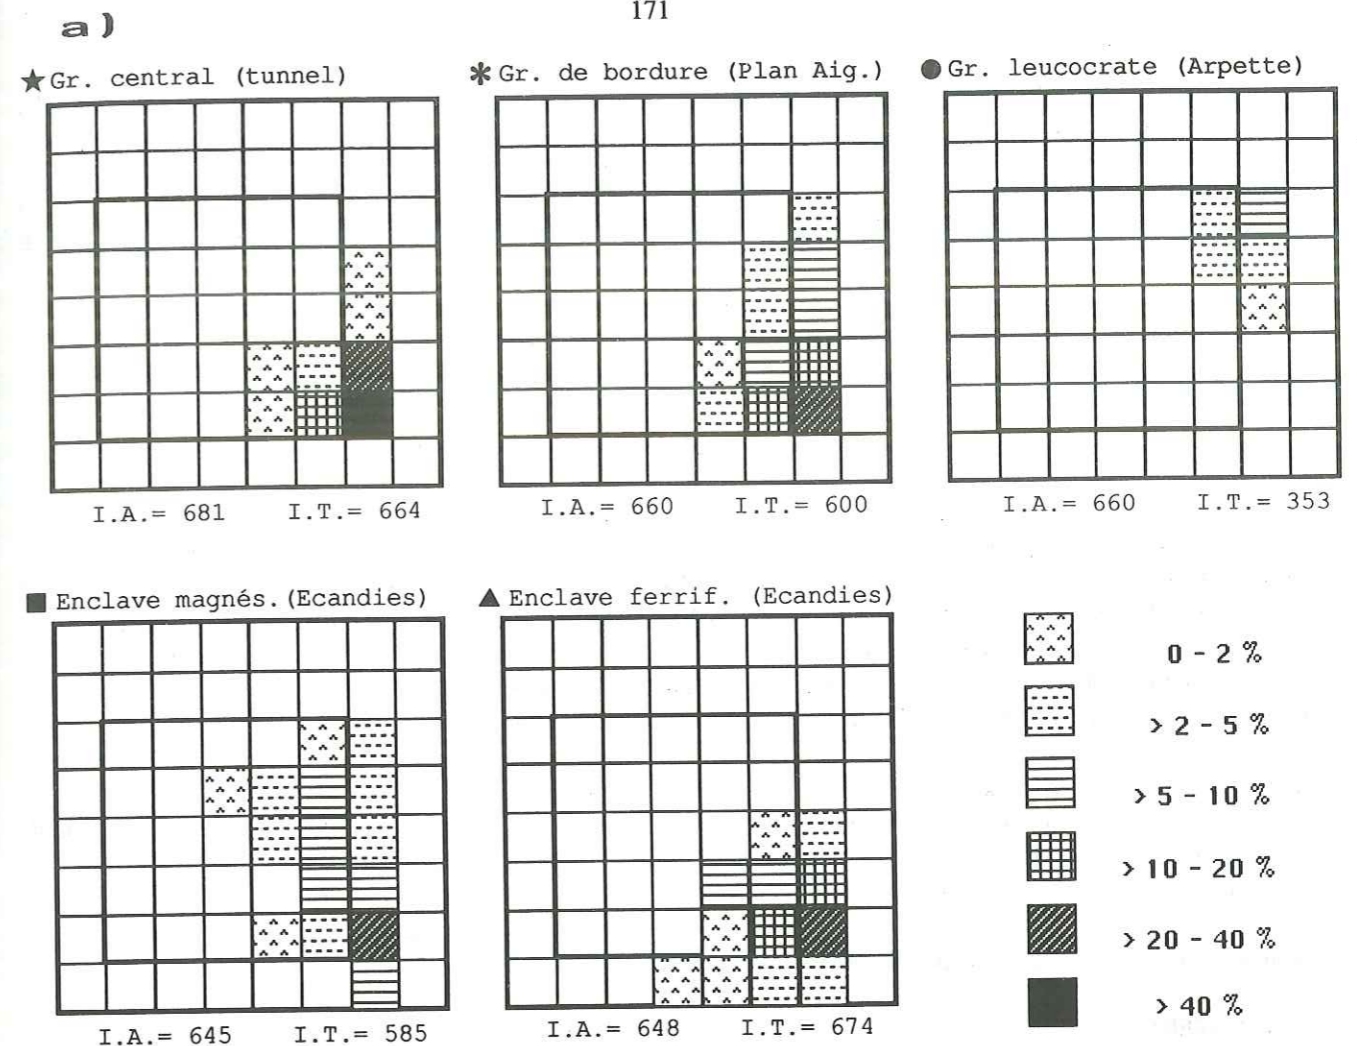 171
a)
★Gr. central (tunnel)
✱Gr. de bordure (Plan Aig.)
●Gr. leucocrate (Arpette)
I.A.= 681 I.T.= 664
I.A.= 660 I.T.= 600
I.A.= 660 I.T.= 353
■ Enclave magnés.(Ecandies)
▲ Enclave ferrif. (Ecandies)
I.A.= 645 I.T.= 585
I.A.= 648 I.T.= 674
0 - 2 %
> 2 - 5 %
> 5 - 10 %
> 10 - 20 %
> 20 - 40 %
> 40 %